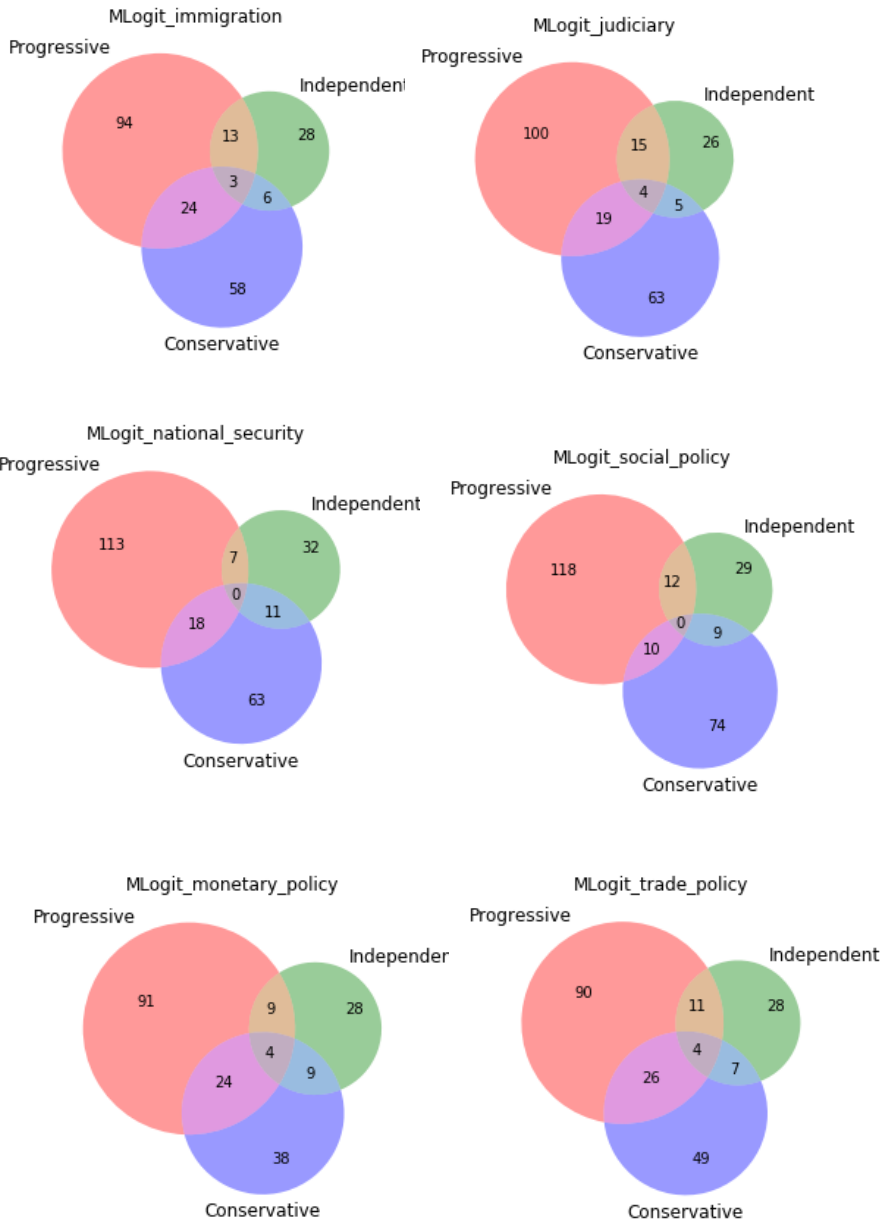 MLogit_immigration
Progressive
Independent
94
13
28
3
24
6
58
Conservative
MLogit_judiciary
Progressive
Independent
100
15
26
4
19
5
63
Conservative
MLogit_national_security
Progressive
Independent
113
7
32
0
18
11
63
Conservative
MLogit_social_policy
Progressive
Independent
118
12
29
0
10
9
74
Conservative
MLogit_monetary_policy
Progressive
Independer
91
9
28
4
24
9
38
Conservative
MLogit_trade_policy
Progressive
Independent
90
11
28
4
26
7
49
Conservative